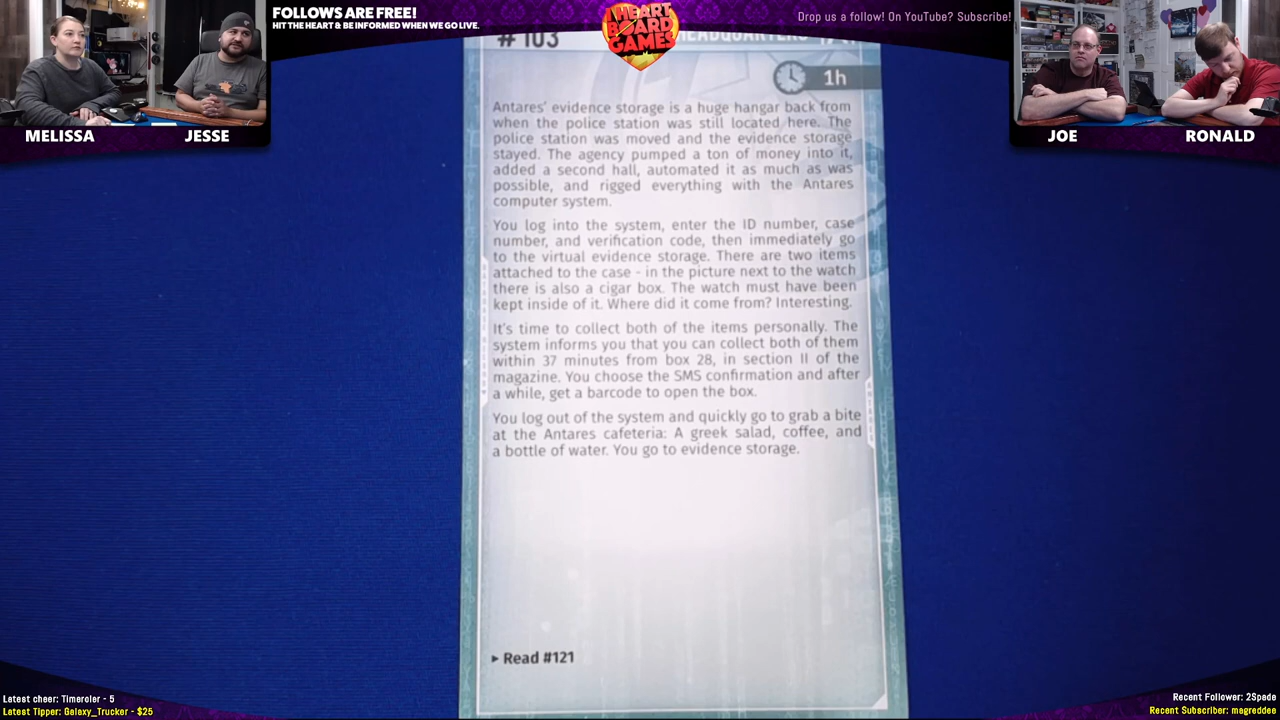 FOLLOWS ARE FREE!
HIT THE HEART & BE INFORMED WHEN WE GO LIVE.
I HEART
BOARD
GAMES
Drop us a follow! On YouTube? Subscribe!
MELISSA
JESSE
JOE
RONALD
#103
HEADQUARTERS
1h
Antares' evidence storage is a huge hangar back from
when the police station was still located here. The
police station was moved and the evidence storage
stayed. The agency pumped a ton of money into it,
added a second hall, automated it as much as was
possible, and rigged everything with the Antares
computer system.
You log into the system, enter the ID number, case
number, and verification code, then immediately go
to the virtual evidence storage. There are two items
attached to the case - in the picture next to the watch
there is also a cigar box. The watch must have been
kept inside of it. Where did it come from? Interesting.
It's time to collect both of the items personally. The
system informs you that you can collect both of them
within 37 minutes from box 28, in section II of the
magazine. You choose the SMS confirmation and after
a while, get a barcode to open the box.
You log out of the system and quickly go to grab a bite
at the Antares cafeteria: A greek salad, coffee, and
a bottle of water. You go to evidence storage.
▸ Read #121
Latest cheer: Timeroler - 5
Latest Tipper: Galaxy_Trucker - $25
Recent Follower: 2Spade
Recent Subscriber: magreddee